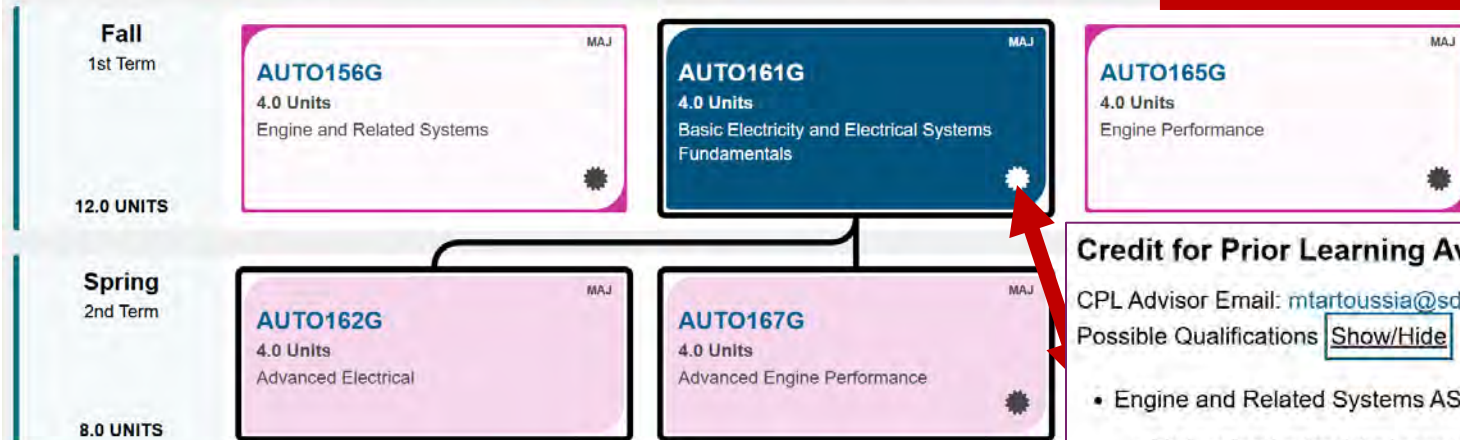 Fall
1st Term
12.0 UNITS
MAJ
AUTO156G
4.0 Units
Engine and Related Systems
MAJ
AUTO161G
4.0 Units
Basic Electricity and Electrical Systems
Fundamentals
MAJ
AUTO165G
4.0 Units
Engine Performance
Spring
2nd Term
8.0 UNITS
MAJ
AUTO162G
4.0 Units
Advanced Electrical
MAJ
AUTO167G
4.0 Units
Advanced Engine Performance
Credit for Prior Learning
CPL Advisor Email: mtartoussia@sd
Possible Qualifications Show/Hide
• Engine and Related Systems AS